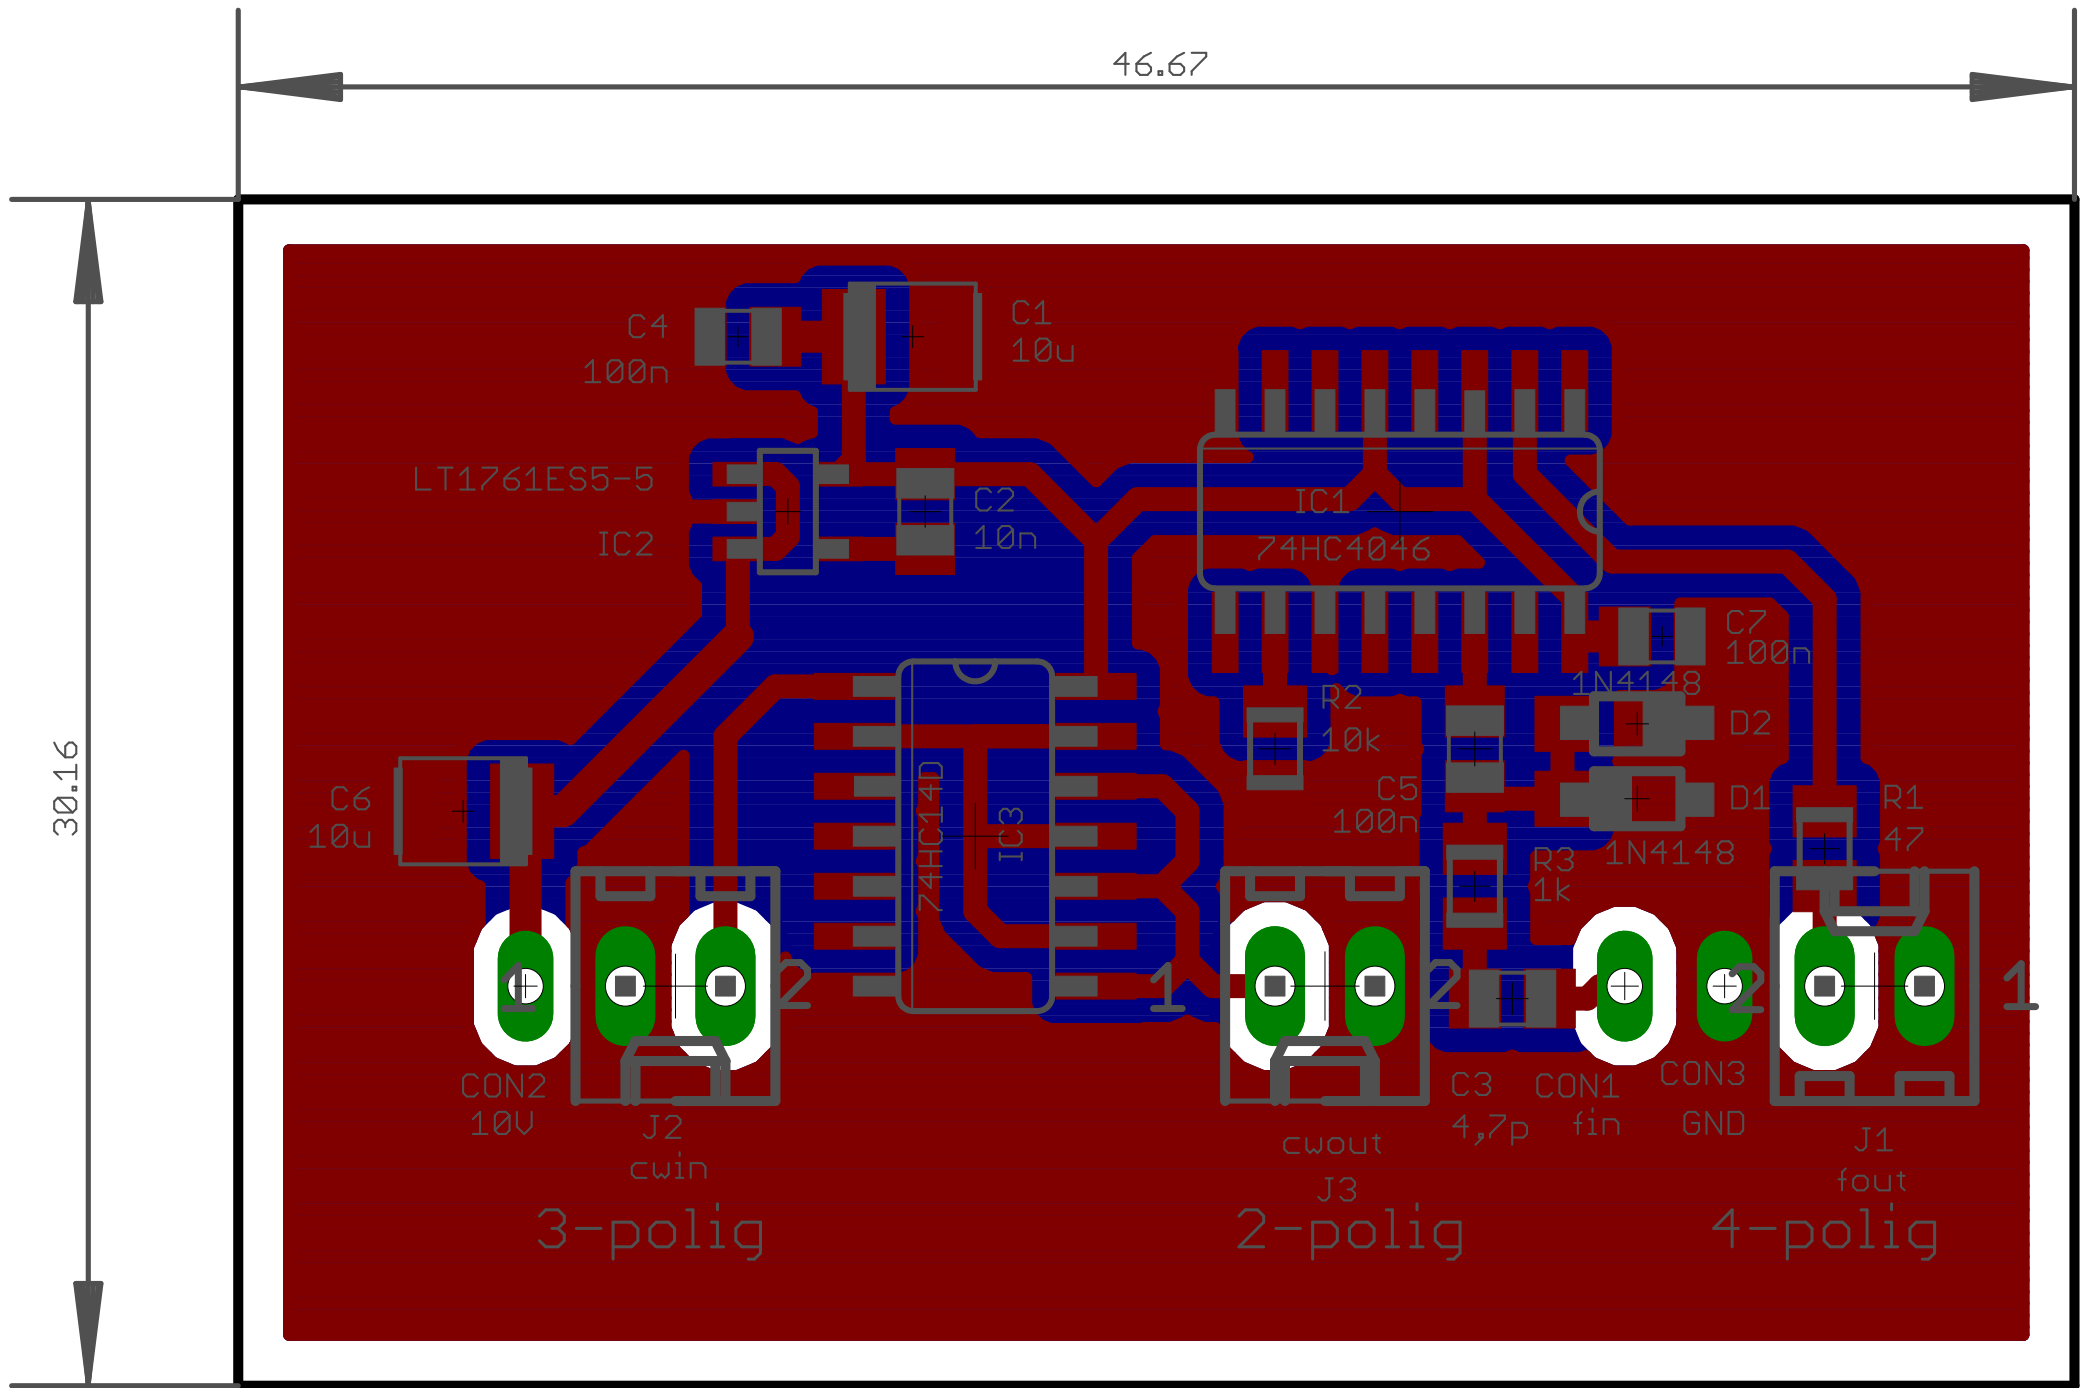 46.67
30.16
C4
100n
C1
10u
LT1761ES5-5
IC2
C2
10n
IC1
74HC4046
C7
100n
1N4148
D2
R2
10k
C5
100n
D1
1N4148
R1
47
C6
10u
74HC14D
IC3
R3
1k
1
2
1
2
2
1
CON2
10V
J2
cwin
cwout
J3
C3
4,7p
CON1
fin
CON3
GND
J1
fout
3-polig
2-polig
4-polig